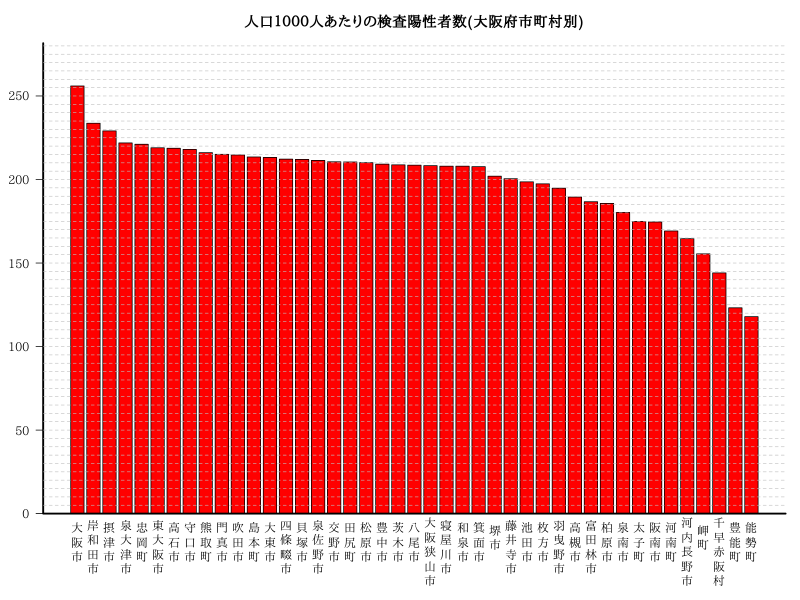 人口1000人あたりの検査陽性者数(大阪府市町村別)
250
200
150
100
50
0
大阪市
岸和田市
摂津市
泉大津市
忠岡町
東大阪市
高石市
守口市
熊取町
門真市
吹田市
島本町
大東市
四條畷市
貝塚市
泉佐野市
交野市
田尻町
松原市
豊中市
茨木市
八尾市
大阪狭山市
寝屋川市
和泉市
箕面市
堺市
藤井寺市
池田市
枚方市
羽曳野市
高槻市
富田林市
柏原市
泉南市
太子町
阪南市
河南町
河内長野市
岬町
千早赤阪村
豊能町
能勢町